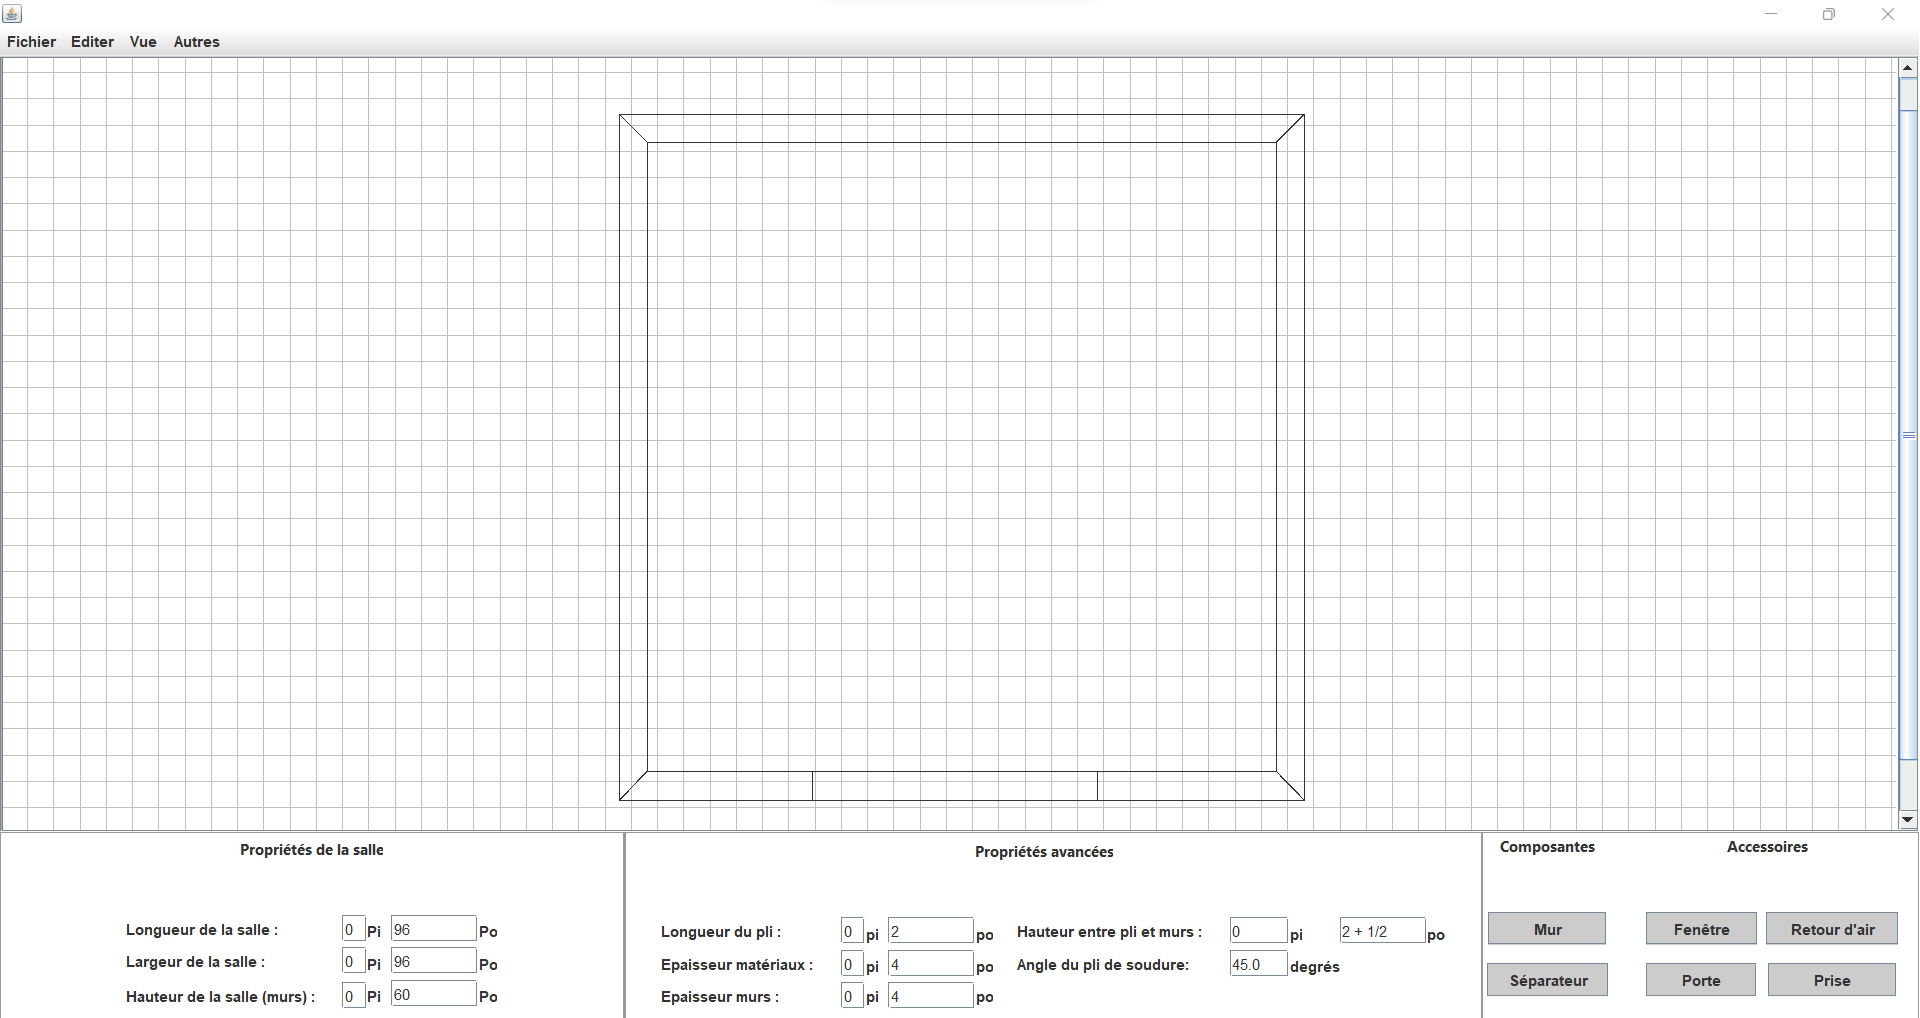 Fichier Editer Vue Autres
Propriétés de la salle
Longueur de la salle : 0 Pi 96 Po
Largeur de la salle : 0 Pi 96 Po
Hauteur de la salle (murs) : 0 Pi 60 Po
Propriétés avancées
Longueur du pli : 0 pi 2 po Hauteur entre pli et murs : 0 pi 2 + 1/2 po
Epaisseur matériaux : 0 pi 4 po Angle du pli de soudure: 45.0 degrés
Epaisseur murs : 0 pi 4 po
Composantes Accessoires
Mur Fenêtre Retour d'air
Séparateur Porte Prise